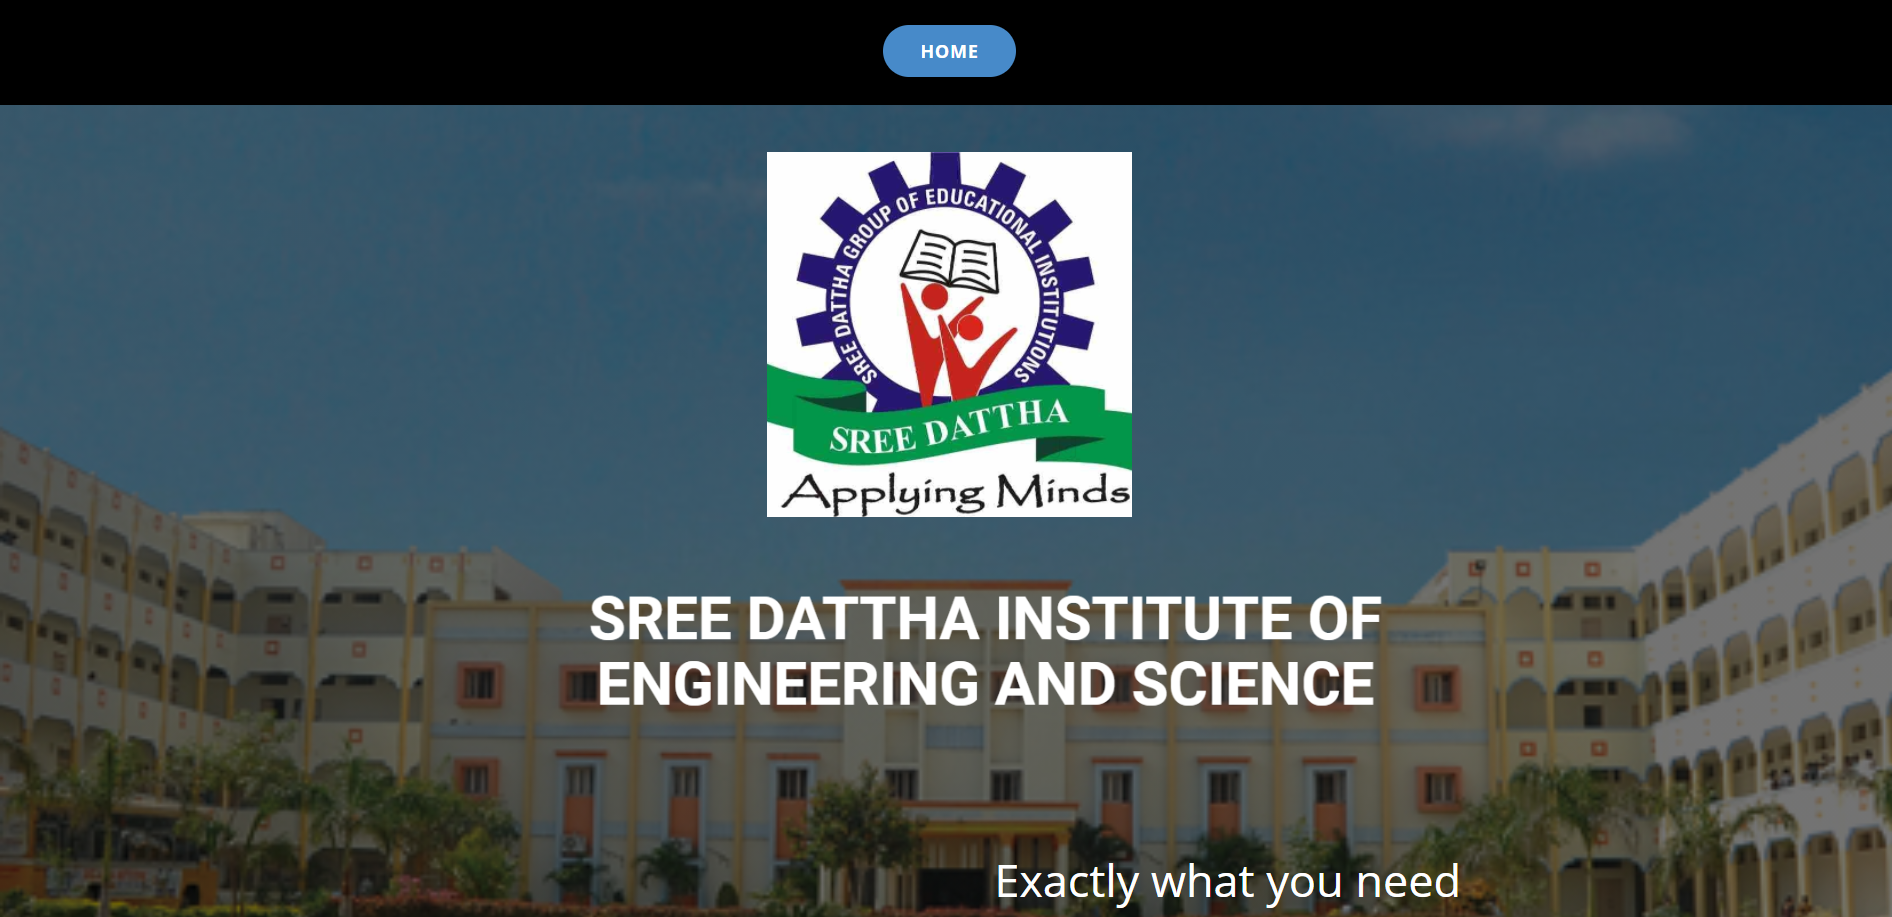 HOME
SREE DATTHA GROUP OF EDUCATIONAL INSTITUTIONS
SREE DATTHA
Applying Minds
SREE DATTHA INSTITUTE OF
ENGINEERING AND SCIENCE
Exactly what you need